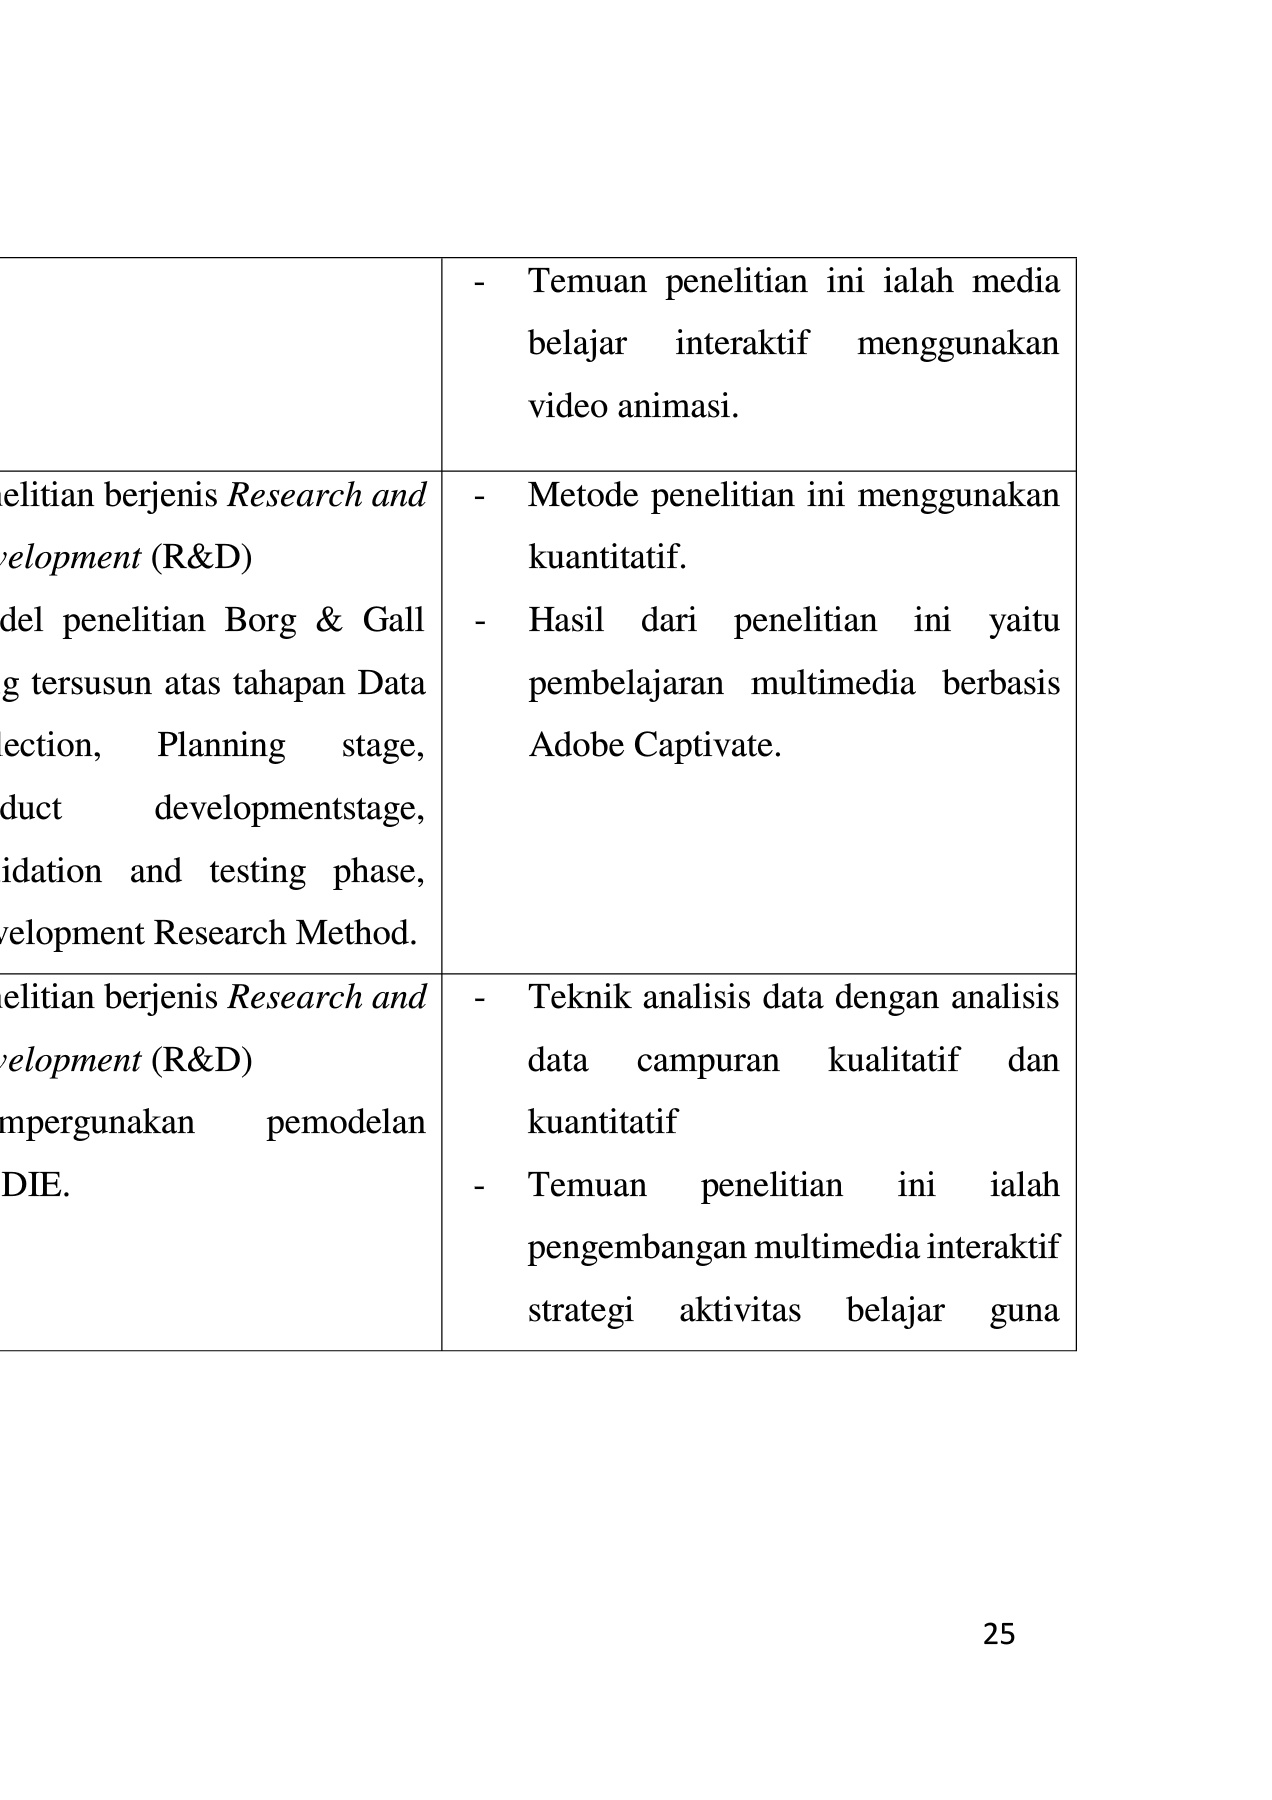 - Temuan penelitian ini ialah media
belajar interaktif menggunakan
video animasi.
nelitian berjenis Research and
velopment (R&D)
del penelitian Borg & Gall
g tersusun atas tahapan Data
lection, Planning stage,
duct developmentstage,
idation and testing phase,
velopment Research Method.
- Metode penelitian ini menggunakan
kuantitatif.
- Hasil dari penelitian ini yaitu
pembelajaran multimedia berbasis
Adobe Captivate.
nelitian berjenis Research and
velopment (R&D)
mpergunakan pemodelan
DIE.
- Teknik analisis data dengan analisis
data campuran kualitatif dan
kuantitatif
- Temuan penelitian ini ialah
pengembangan multimedia interaktif
strategi aktivitas belajar guna
25